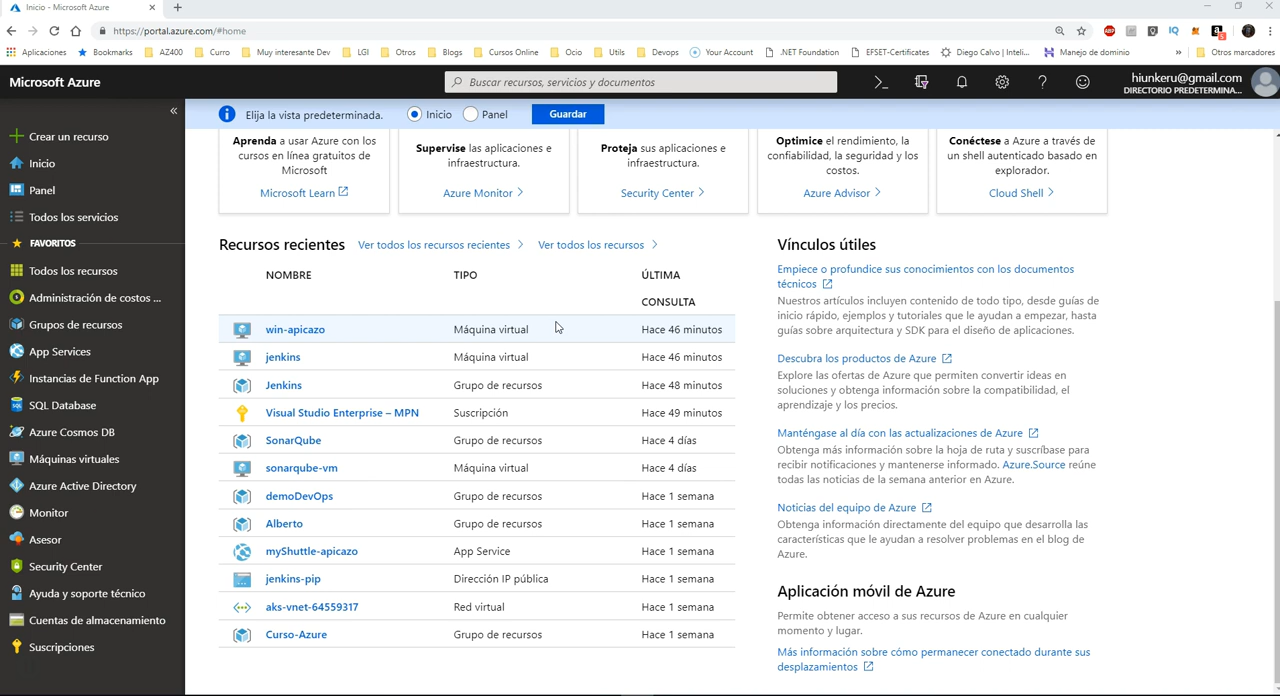 Inicio - Microsoft Azure
https://portal.azure.com/#home
Aplicaciones Bookmarks AZ400 Curro Muy interesante Dev LGI Otros Blogs Cursos Online Ocio Utils Devops Your Account .NET Foundation EFSET-Certificates Diego Calvo | Inteli... Manejo de dominio » Otros marcadores
Microsoft Azure
Buscar recursos, servicios y documentos
hiunkeru@gmail.com
DIRECTORIO PREDETERMINA...
«
Crear un recurso
Inicio
Panel
Todos los servicios
FAVORITOS
Todos los recursos
Administración de costos ...
Grupos de recursos
App Services
Instancias de Function App
SQL Database
Azure Cosmos DB
Máquinas virtuales
Azure Active Directory
Monitor
Asesor
Security Center
Ayuda y soporte técnico
Cuentas de almacenamiento
Suscripciones
Elija la vista predeterminada. Inicio Panel Guardar
Aprenda a usar Azure con los
cursos en línea gratuitos de
Microsoft
Microsoft Learn
Supervise las aplicaciones e
infraestructura.
Azure Monitor
Proteja sus aplicaciones e
infraestructura.
Security Center
Optimice el rendimiento, la
confiabilidad, la seguridad y los
costos.
Azure Advisor
Conéctese a Azure a través de
un shell autenticado basado en
explorador.
Cloud Shell
Recursos recientes Ver todos los recursos recientes Ver todos los recursos
NOMBRE TIPO ÚLTIMA
CONSULTA
win-apicazo Máquina virtual Hace 46 minutos
jenkins Máquina virtual Hace 46 minutos
Jenkins Grupo de recursos Hace 48 minutos
Visual Studio Enterprise – MPN Suscripción Hace 49 minutos
SonarQube Grupo de recursos Hace 4 días
sonarqube-vm Máquina virtual Hace 4 días
demoDevOps Grupo de recursos Hace 1 semana
Alberto Grupo de recursos Hace 1 semana
myShuttle-apicazo App Service Hace 1 semana
jenkins-pip Dirección IP pública Hace 1 semana
aks-vnet-64559317 Red virtual Hace 1 semana
Curso-Azure Grupo de recursos Hace 1 semana
Vínculos útiles
Empiece o profundice sus conocimientos con los documentos
técnicos
Nuestros artículos incluyen contenido de todo tipo, desde guías de
inicio rápido, ejemplos y tutoriales que le ayudan a empezar, hasta
guías sobre arquitectura y SDK para el diseño de aplicaciones.
Descubra los productos de Azure
Explore las ofertas de Azure que permiten convertir ideas en
soluciones y obtenga información sobre la compatibilidad, el
aprendizaje y los precios.
Manténgase al día con las actualizaciones de Azure
Obtenga más información sobre la hoja de ruta y suscríbase para
recibir notificaciones y mantenerse informado. Azure.Source reúne
todas las noticias de la semana anterior en Azure.
Noticias del equipo de Azure
Obtenga información directamente del equipo que desarrolla las
características que le ayudan a resolver problemas en el blog de
Azure.
Aplicación móvil de Azure
Permite obtener acceso a sus recursos de Azure en cualquier
momento y lugar.
Más información sobre cómo permanecer conectado durante sus
desplazamientos